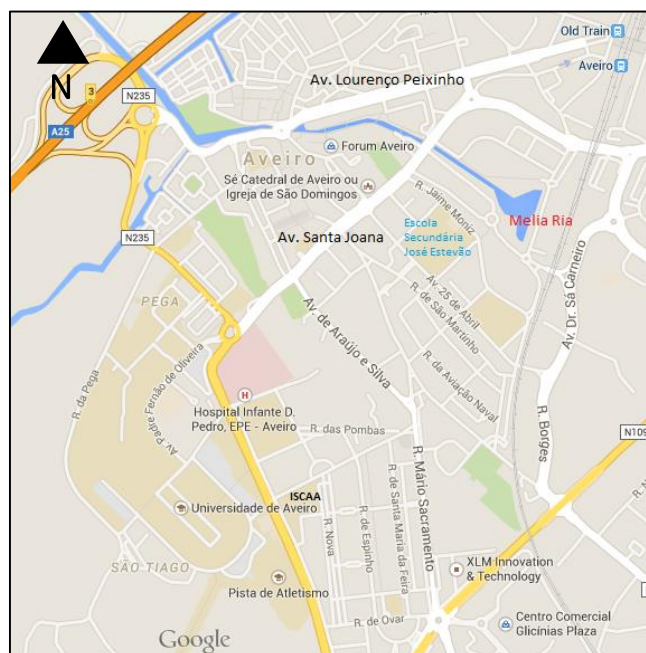 Old Train
Aveiro
N
3
N235
A25
Av. Lourenço Peixinho
Aveiro
Forum Aveiro
Sé Catedral de Aveiro ou
Igreja de São Domingos
R. Jaime Moniz
Melia Ria
Escola
Secundária
José Estevão
Av. Santa Joana
N235
PEGA
Av. 25 de Abril
R. de São Martinho
Av. Dr. Sá Carneiro
Av. de Araújo e Silva
R. da Pega
Av. Padre Fernão de Oliveira
R. da Aviação Naval
Hospital Infante D.
Pedro, EPE - Aveiro
R. das Pombas
R. Borges
N109
R. Mário Sacramento
ISCAA
Universidade de Aveiro
R. Nova
R. de Espinho
R. de Santa Maria da Feira
SÃO TIAGO
XLM Innovation
& Technology
Pista de Atletismo
R. de Ovar
Centro Comercial
Glicínias Plaza
Google